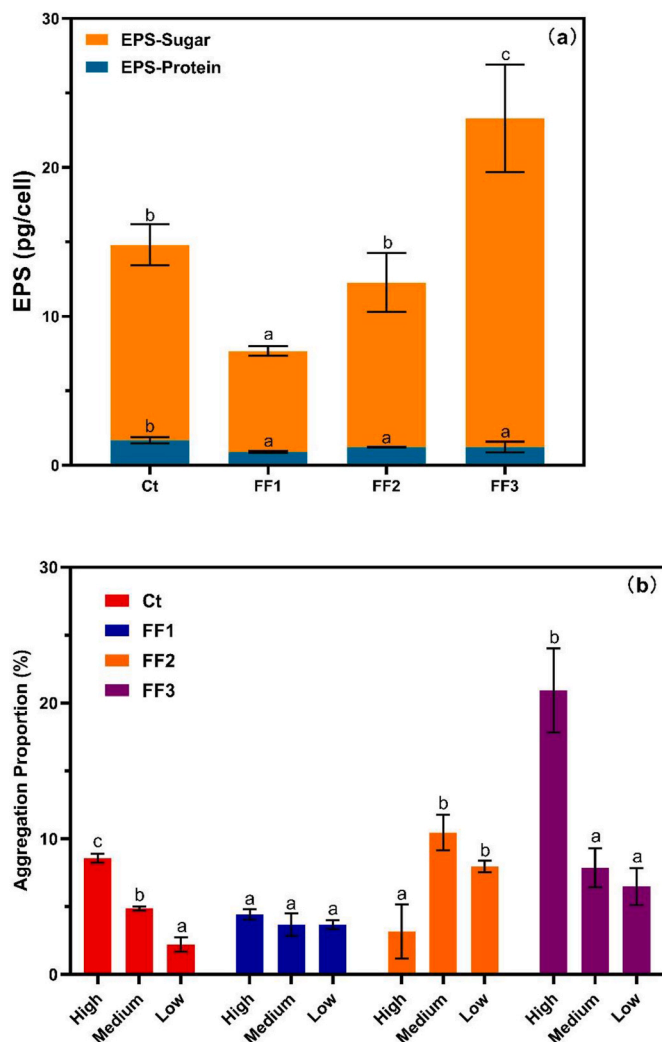 30
(a)
EPS-Sugar
EPS-Protein
c
20
b
b
EPS (pg/cell)
10
a
b
a
a
a
0
Ct
FF1
FF2
FF3
30
(b)
Ct
FF1
FF2
FF3
b
20
Aggregation Proportion (%)
10
c
b
a
a
a
a
a
b
b
a
a
0
High
Medium
Low
High
Medium
Low
High
Medium
Low
High
Medium
Low